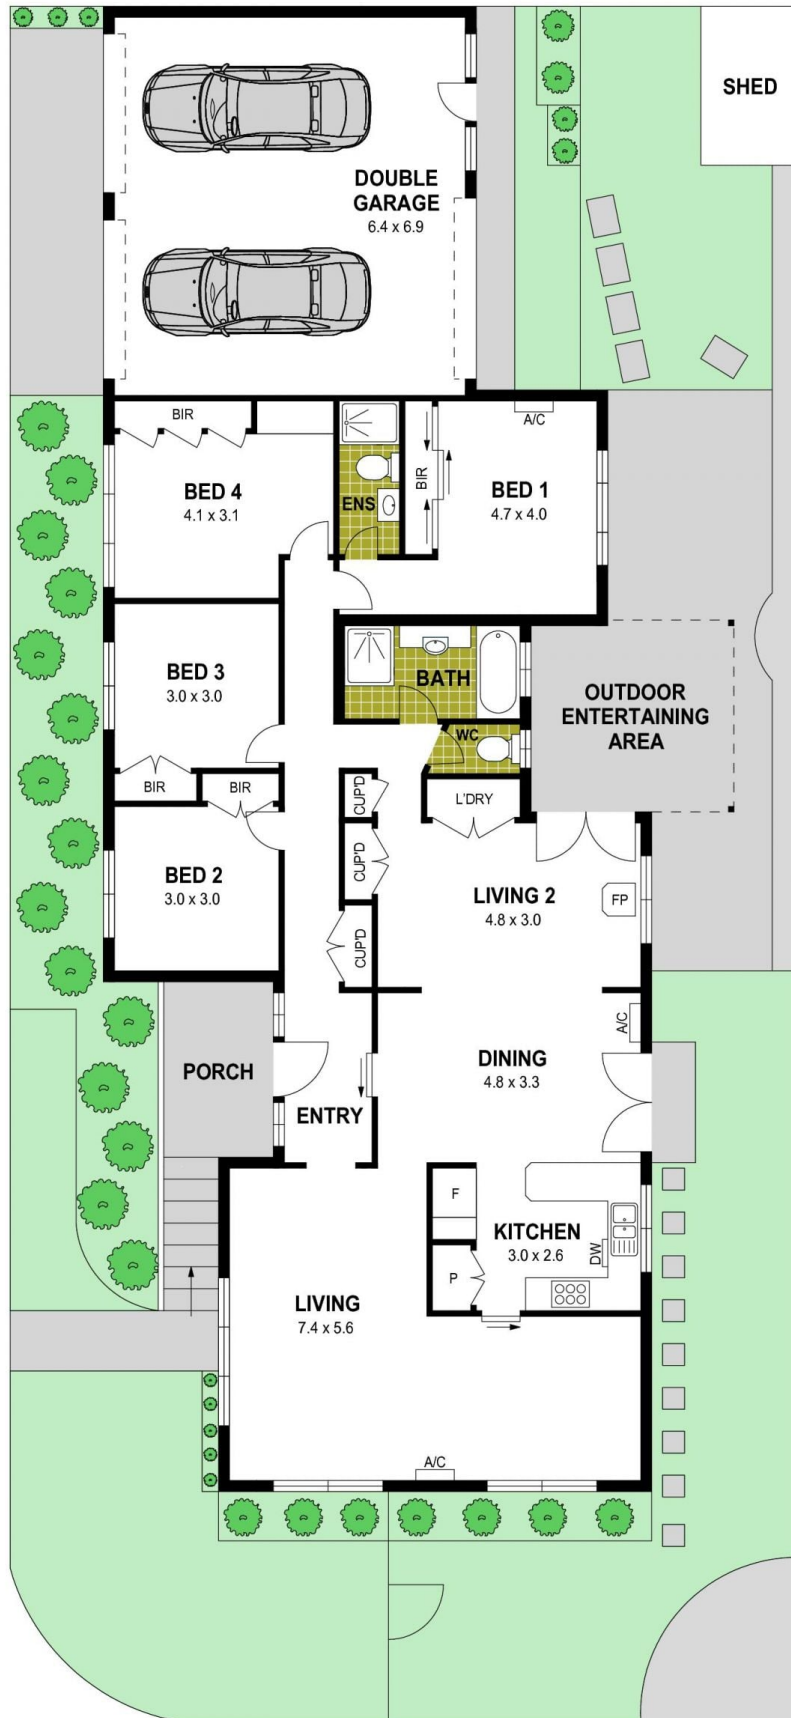 SHED
DOUBLE
GARAGE
6.4 x 6.9
BIR
A/C
BED 4
4.1 x 3.1
ENS
BIR
BED 1
4.7 x 4.0
BED 3
3.0 x 3.0
BATH
OUTDOOR
ENTERTAINING
AREA
WC
BIR
BIR
CUP'D
L'DRY
CUP'D
BED 2
3.0 x 3.0
LIVING 2
4.8 x 3.0
FP
CUP'D
A/C
PORCH
DINING
4.8 x 3.3
ENTRY
F
KITCHEN
3.0 x 2.6
DW
P
LIVING
7.4 x 5.6
A/C